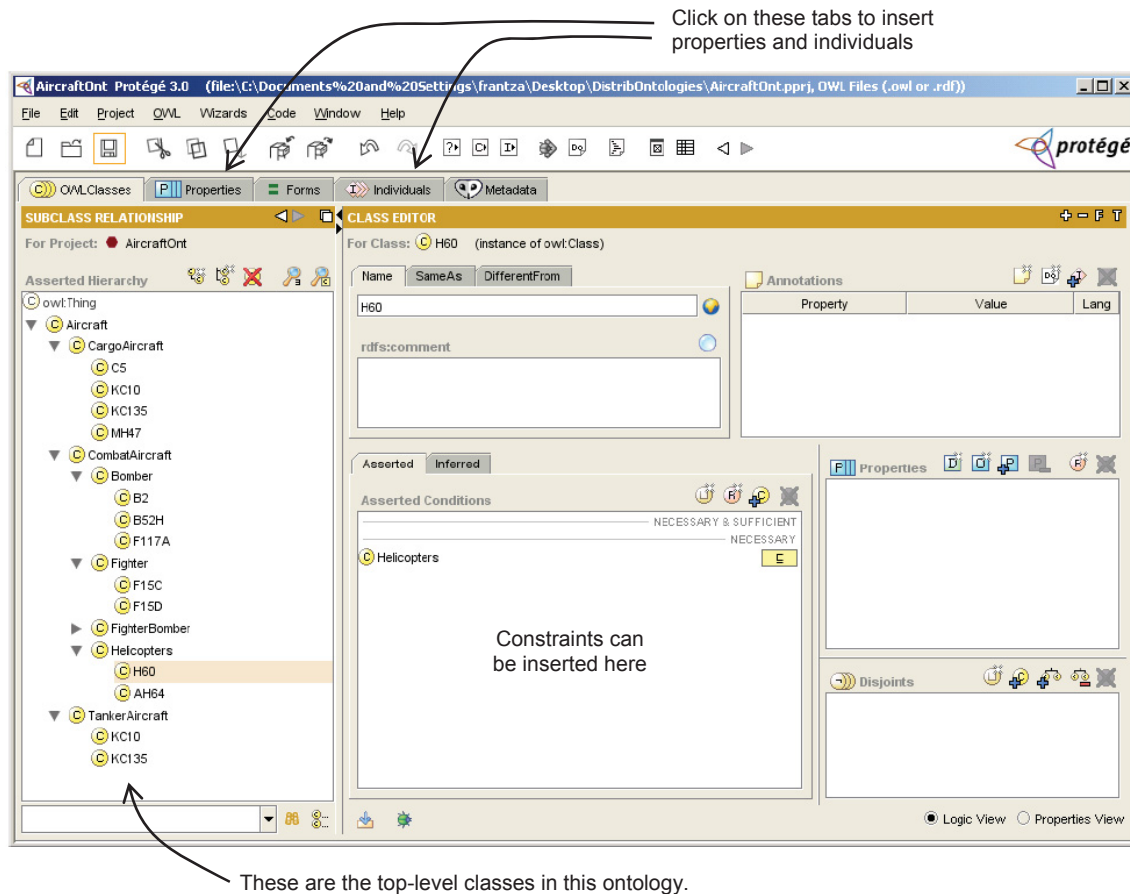 Click on these tabs to insert
properties and individuals
AircraftOnt Protégé 3.0 (file:\C:\Documents%20and%20Settings\frantza\Desktop\DistribOntologies\AircraftOnt.pprj, OWL Files (.owl or .rdf))
File Edit Project OWL Wizards Code Window Help
protégé
OWLClasses Properties Forms Individuals Metadata
SUBCLASS RELATIONSHIP
For Project: AircraftOnt
Asserted Hierarchy
owl:Thing
Aircraft
CargoAircraft
C5
KC10
KC135
MH47
CombatAircraft
Bomber
B2
B52H
F117A
Fighter
F15C
F15D
FighterBomber
Helicopters
H60
AH64
TankerAircraft
KC10
KC135
CLASS EDITOR
For Class: H60 (instance of owl:Class)
Name SameAs DifferentFrom
H60
rdfs:comment
Annotations
Property Value Lang
Asserted Inferred
Asserted Conditions
NECESSARY & SUFFICIENT
NECESSARY
Helicopters
Constraints can
be inserted here
Properties
Disjoints
Logic View Properties View
These are the top-level classes in this ontology.